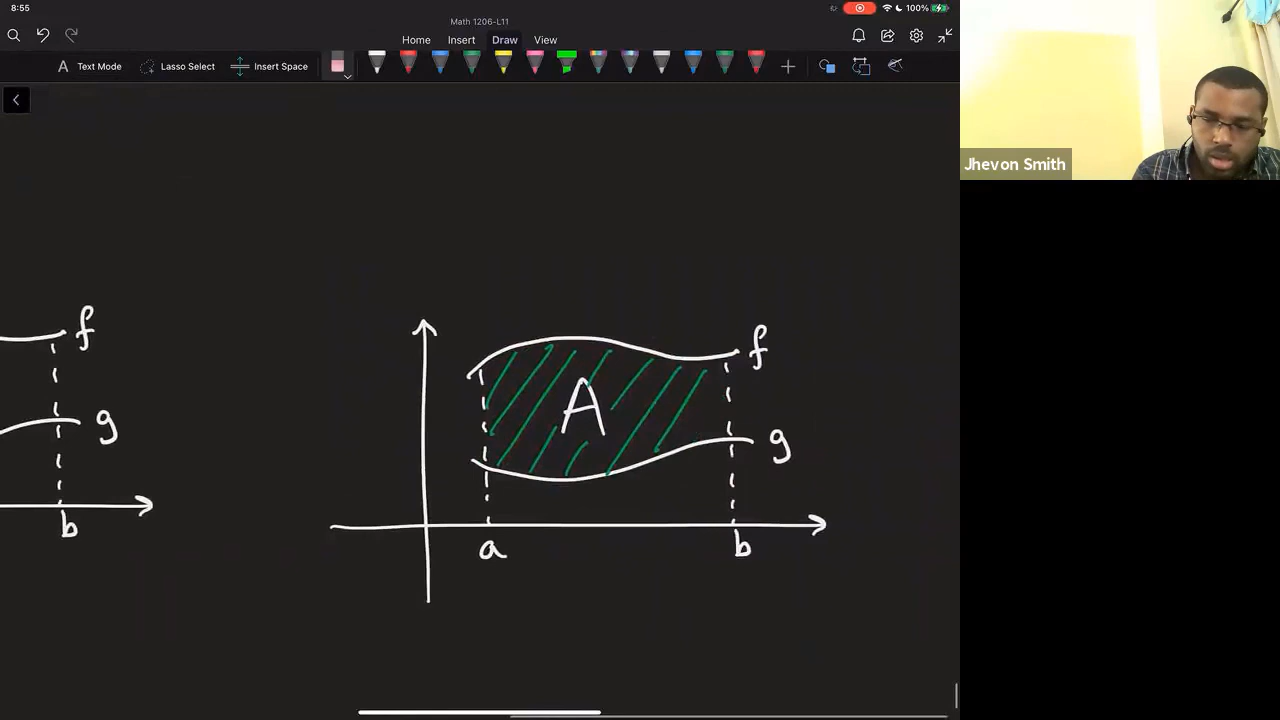 8:55
100%
Math 1206-L11
Home Insert Draw View
Text Mode Lasso Select Insert Space
Jhevon Smith
f
g
b
f
A
g
a b